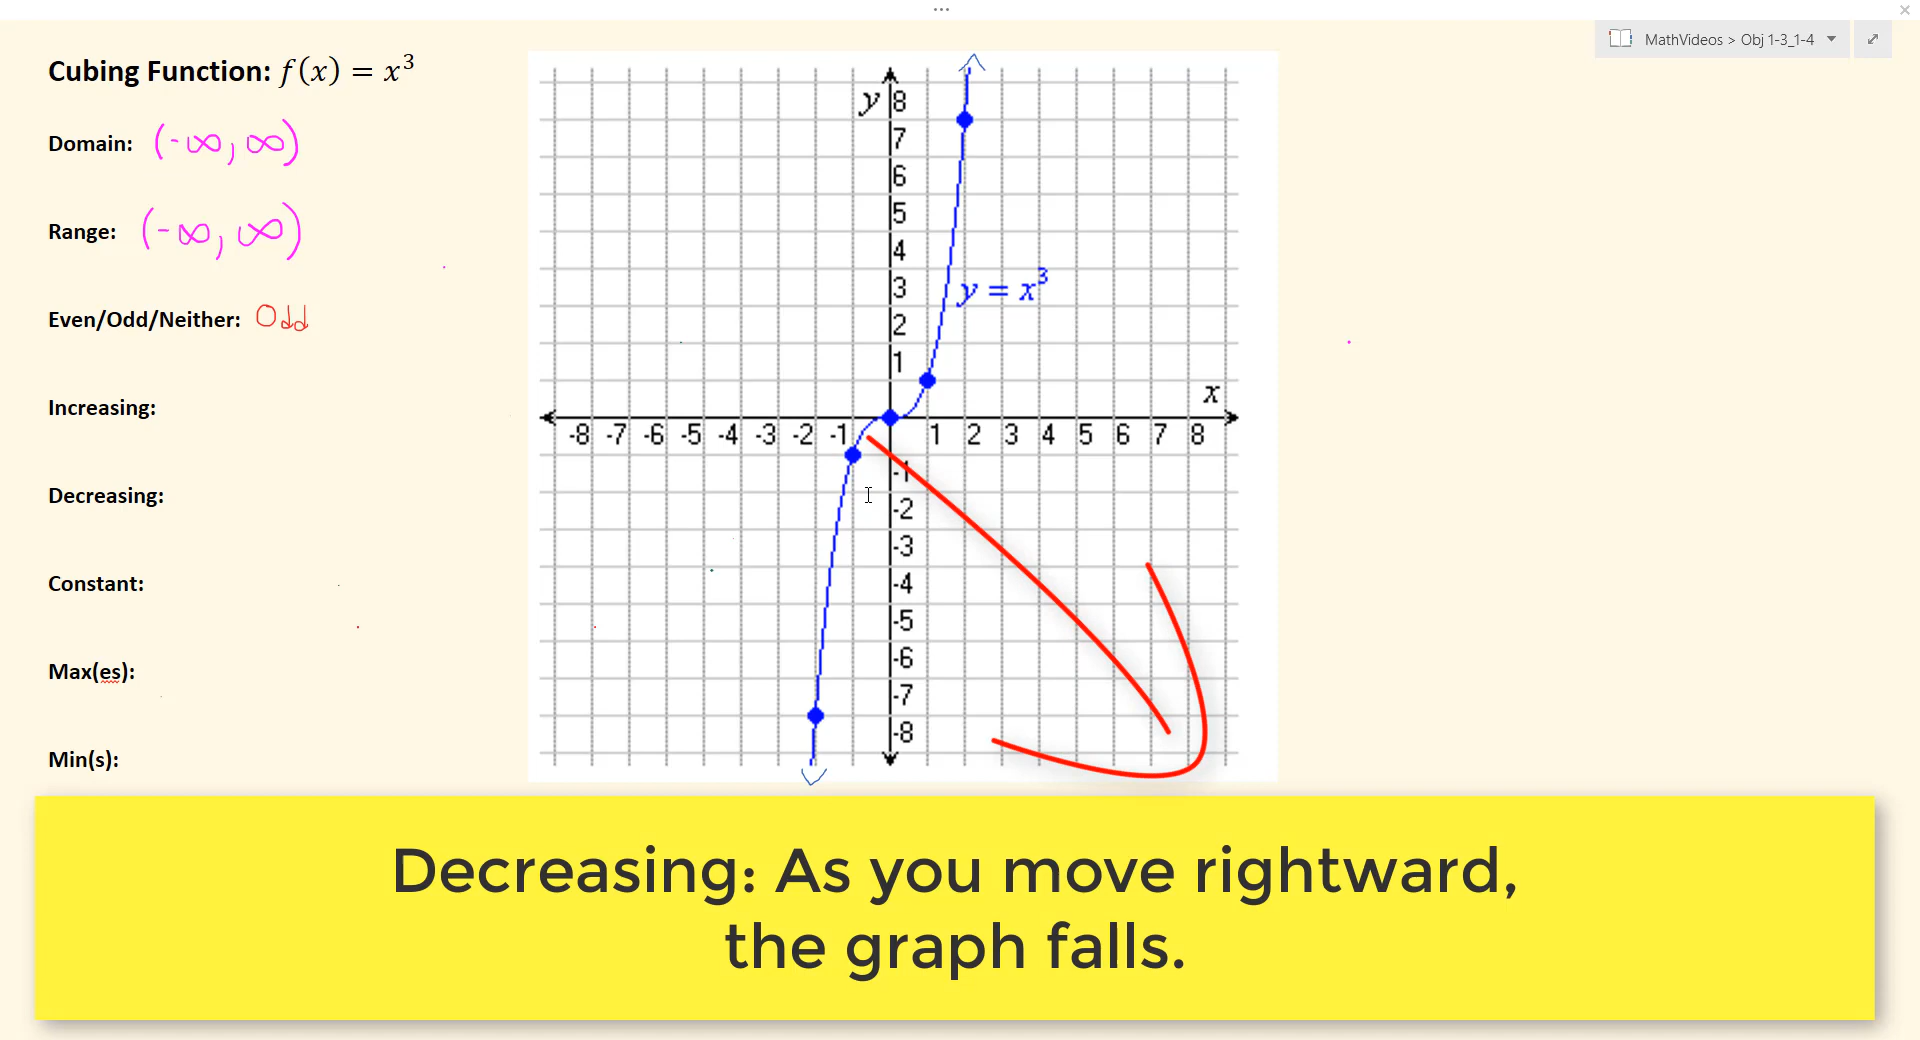 ...
MathVideos > Obj 1-3_1-4
Cubing Function: f(x) = x³
Domain: (-∞, ∞)
Range: (-∞, ∞)
Even/Odd/Neither: Odd
Increasing:
Decreasing:
Constant:
Max(es):
Min(s):
y
8
7
6
5
4
3
2
1
y = x³
x
-8 -7 -6 -5 -4 -3 -2 -1 1 2 3 4 5 6 7 8
-1
-2
-3
-4
-5
-6
-7
-8
Decreasing: As you move rightward,
the graph falls.